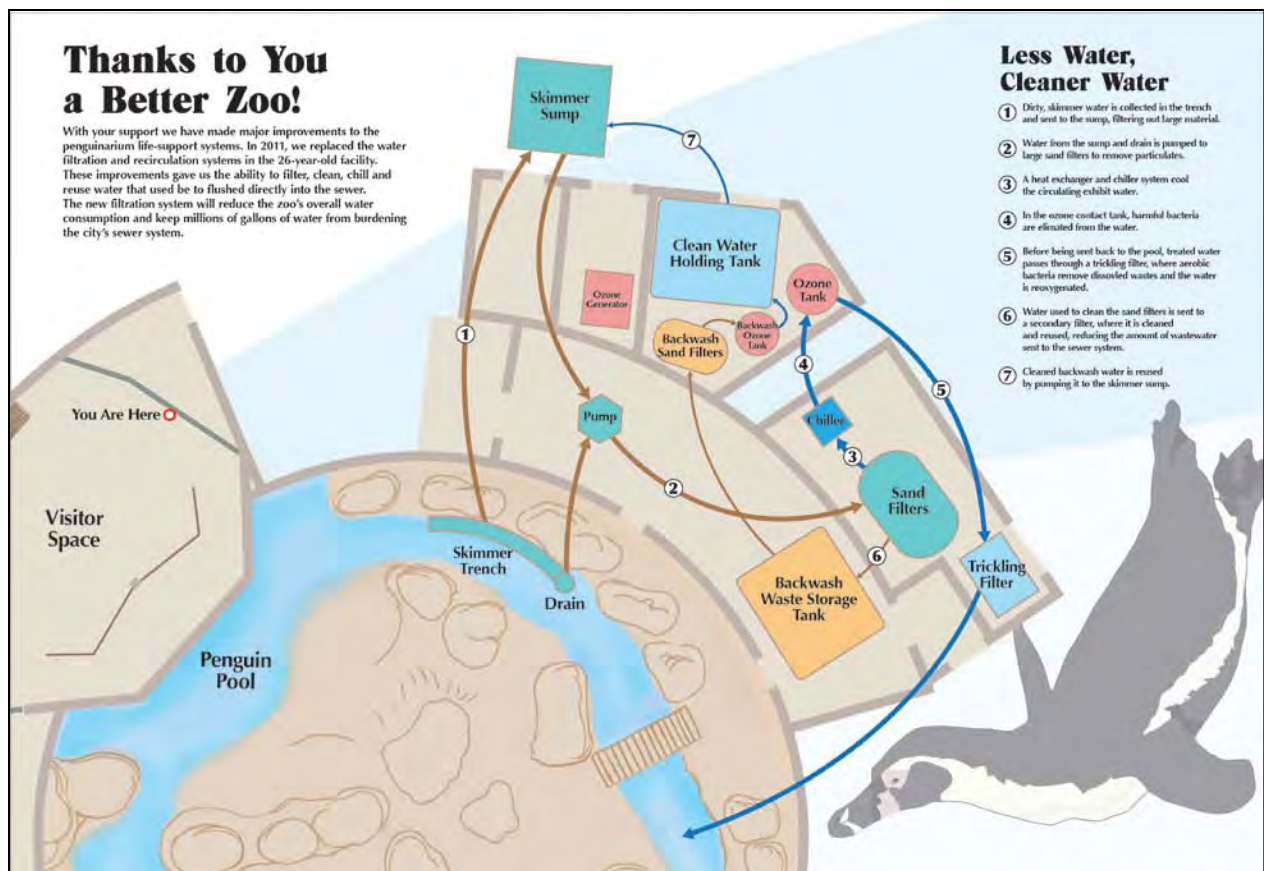 Thanks to You
a Better Zoo!
With your support we have made major improvements to the
penguinarium life-support systems. In 2011, we replaced the water
filtration and recirculation systems in the 26-year-old facility.
These improvements gave us the ability to filter, clean, chill and
reuse water that used be to flushed directly into the sewer.
The new filtration system will reduce the zoo's overall water
consumption and keep millions of gallons of water from burdening
the city's sewer system.
Less Water,
Cleaner Water
1 Dirty, skimmer water is collected in the trench
and sent to the sump, filtering out large material.
2 Water from the sump and drain is pumped to
large sand filters to remove particulates.
3 A heat exchanger and chiller system cool
the circulating exhibit water.
4 In the ozone contact tank, harmful bacteria
are elimated from the water.
5 Before being sent back to the pool, treated water
passes through a trickling filter, where aerobic
bacteria remove dissovled wastes and the water
is reoxygenated.
6 Water used to clean the sand filters is sent to
a secondary filter, where it is cleaned
and reused, reducing the amount of wastewater
sent to the sewer system.
7 Cleaned backwash water is reused
by pumping it to the skimmer sump.
Skimmer
Sump
7
Clean Water
Holding Tank
Ozone
Tank
Ozone
Generator
Backwash
Ozone
Tank
Backwash
Sand Filters
1
4
5
You Are Here
Pump
Chiller
3
2
Sand
Filters
Visitor
Space
Skimmer
Trench
6
Trickling
Filter
Drain
Backwash
Waste Storage
Tank
Penguin
Pool